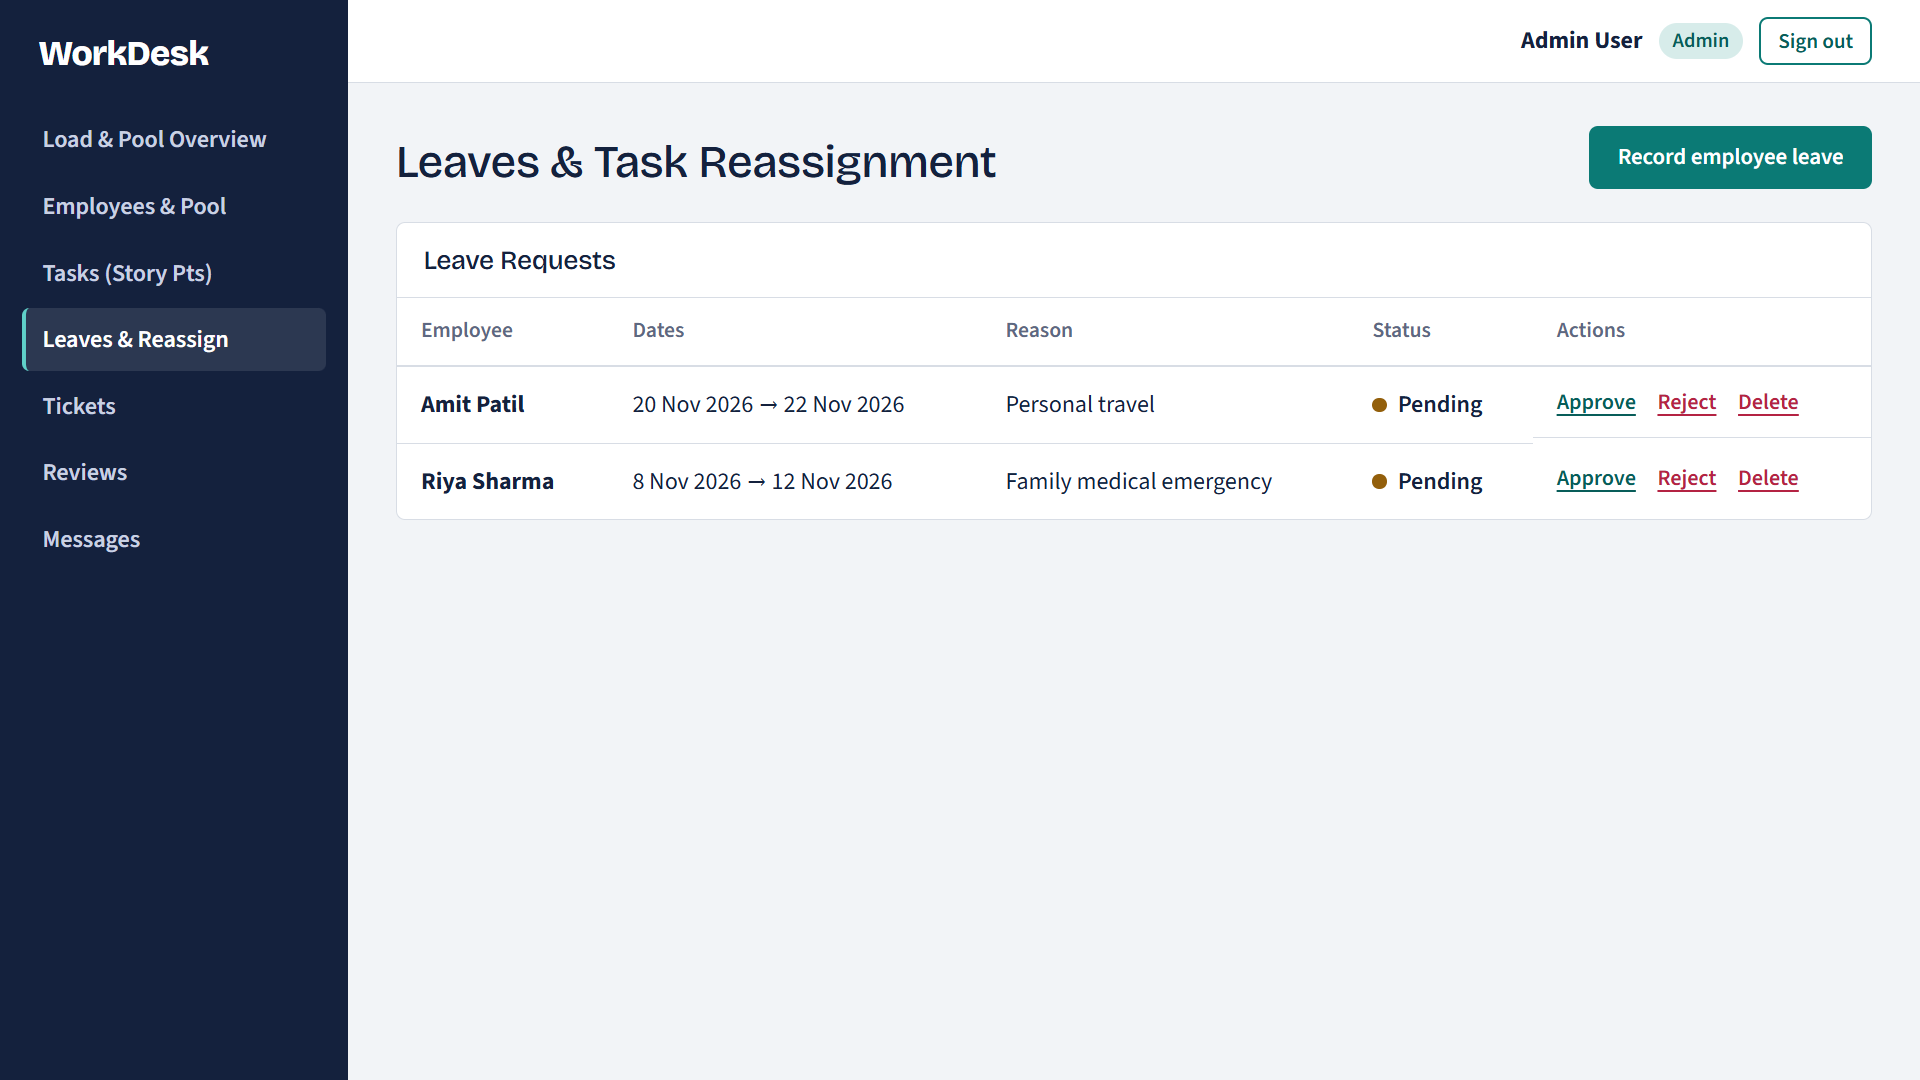 WorkDesk
Load & Pool Overview
Employees & Pool
Tasks (Story Pts)
Leaves & Reassign
Tickets
Reviews
Messages
Admin User Admin Sign out
Leaves & Task Reassignment Record employee leave
Leave Requests
Employee Dates Reason Status Actions
Amit Patil 20 Nov 2026 → 22 Nov 2026 Personal travel Pending Approve Reject Delete
Riya Sharma 8 Nov 2026 → 12 Nov 2026 Family medical emergency Pending Approve Reject Delete